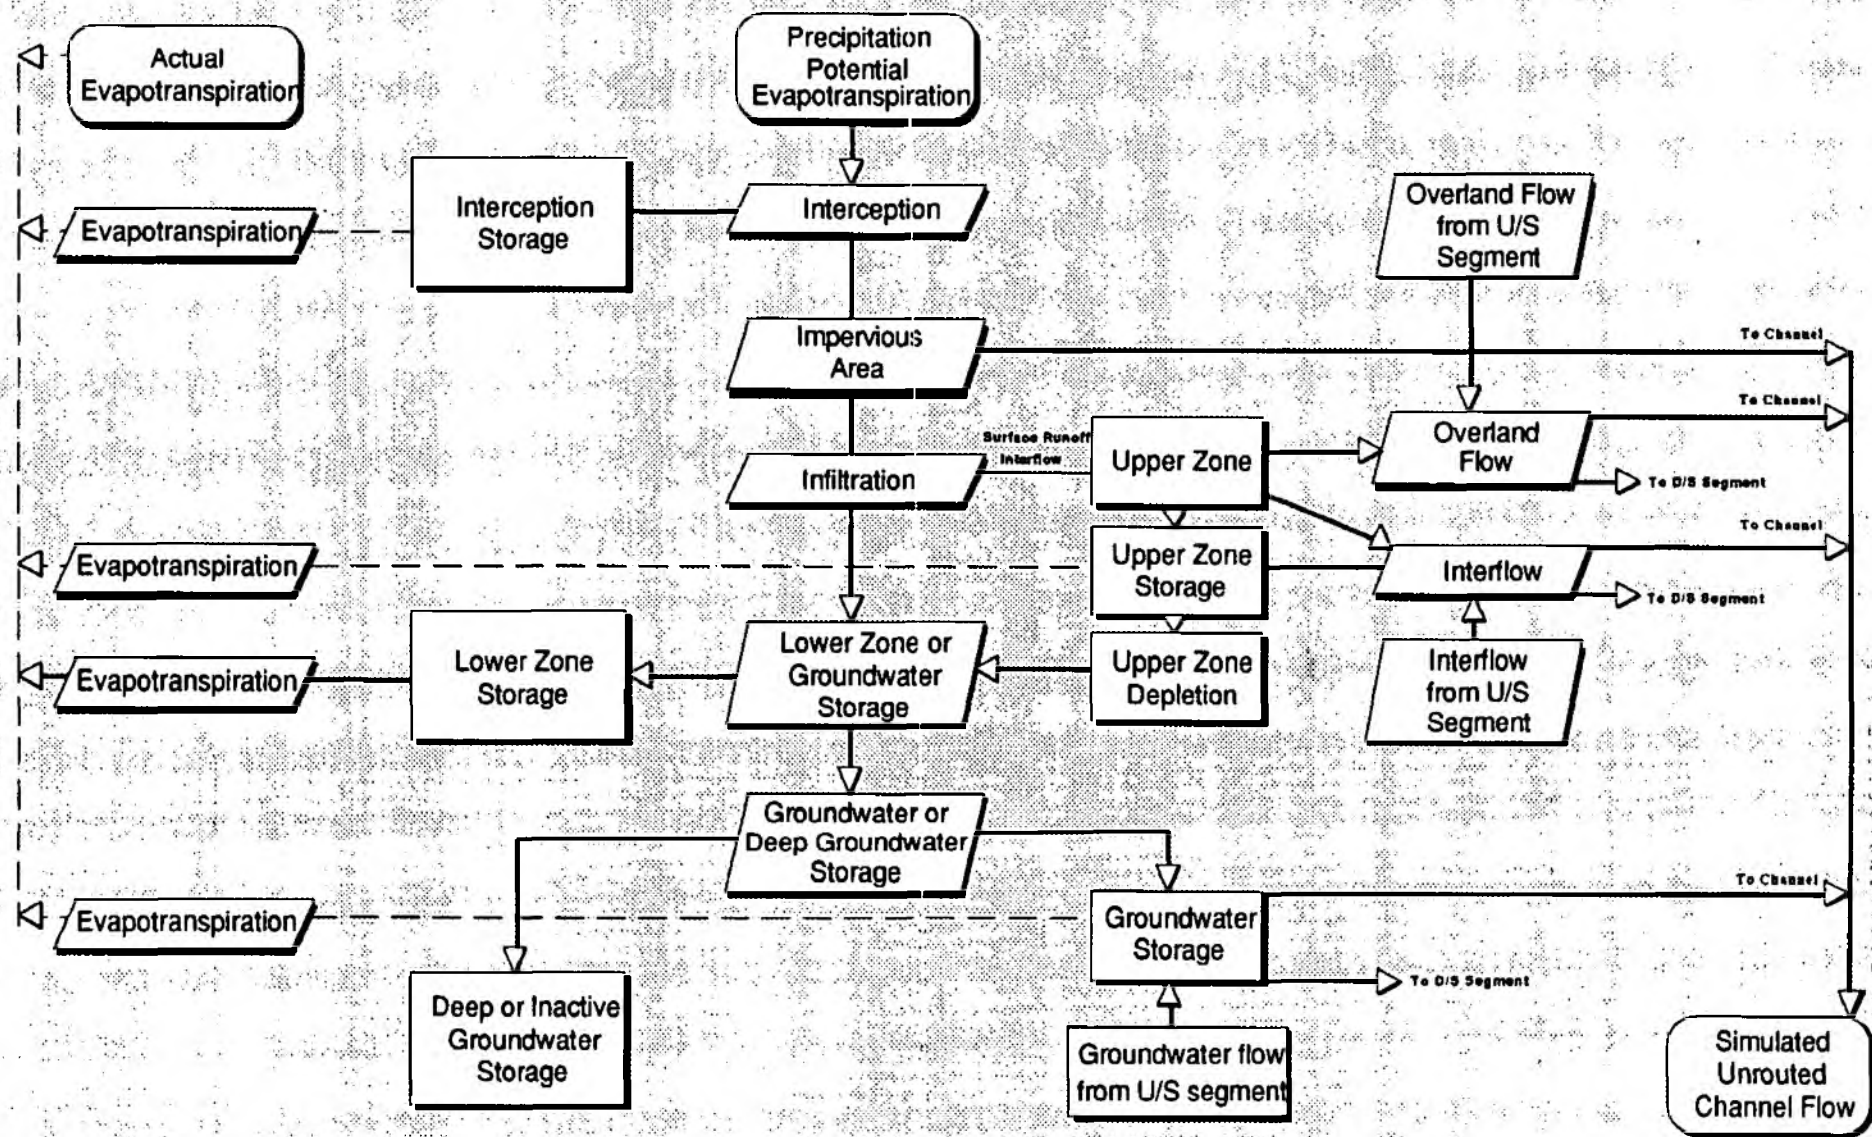 Actual
Evapotranspiration
Precipitation
Potential
Evapotranspiration
Evapotranspiration
Interception
Storage
Interception
Overland Flow
from U/S
Segment
Impervious
Area
To Channel
Surface Runoff
Interflow
Infiltration
Upper Zone
Overland
Flow
To Channel
To D/S Segment
Evapotranspiration
Upper Zone
Storage
Interflow
To Channel
To D/S Segment
Evapotranspiration
Lower Zone
Storage
Lower Zone or
Groundwater
Storage
Upper Zone
Depletion
Interflow
from U/S
Segment
Groundwater or
Deep Groundwater
Storage
Evapotranspiration
Groundwater
Storage
To Channel
To D/S Segment
Deep or Inactive
Groundwater
Storage
Groundwater flow
from U/S segment
Simulated
Unrouted
Channel Flow